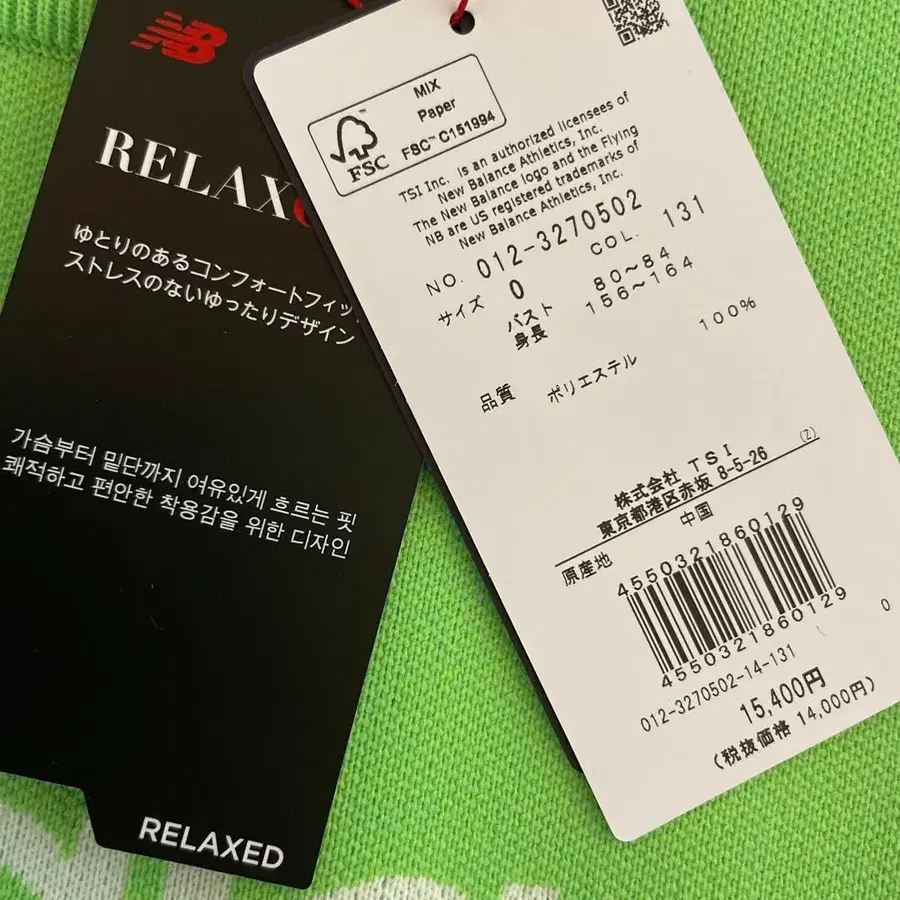 NB
RELAX
ゆとりのあるコンフォートフィッ
ストレスのないゆったりデザイン
가슴부터 밑단까지 여유있게 흐르는 핏
쾌적하고 편안한 착용감을 위한 디자인
RELAXED
FSC™
MIX
Paper
FSC™ C151994
TSI Inc. is an authorized licensees of
New Balance Athletics, Inc.
The New Balance logo and the Flying
NB are US registered trademarks of
New Balance Athletics, Inc.
NO. 012-3270502 COL. 131
サイズ 0 バスト 80～84
身長 156～164
品質 ポリエステル 100%
株式会社 TSI
東京都港区赤坂 8-5-26 (Z)
原産地 中国
4550321860129
4550321860129
012-3270502-14-131 0
15,400円
(税抜価格 14,000円)